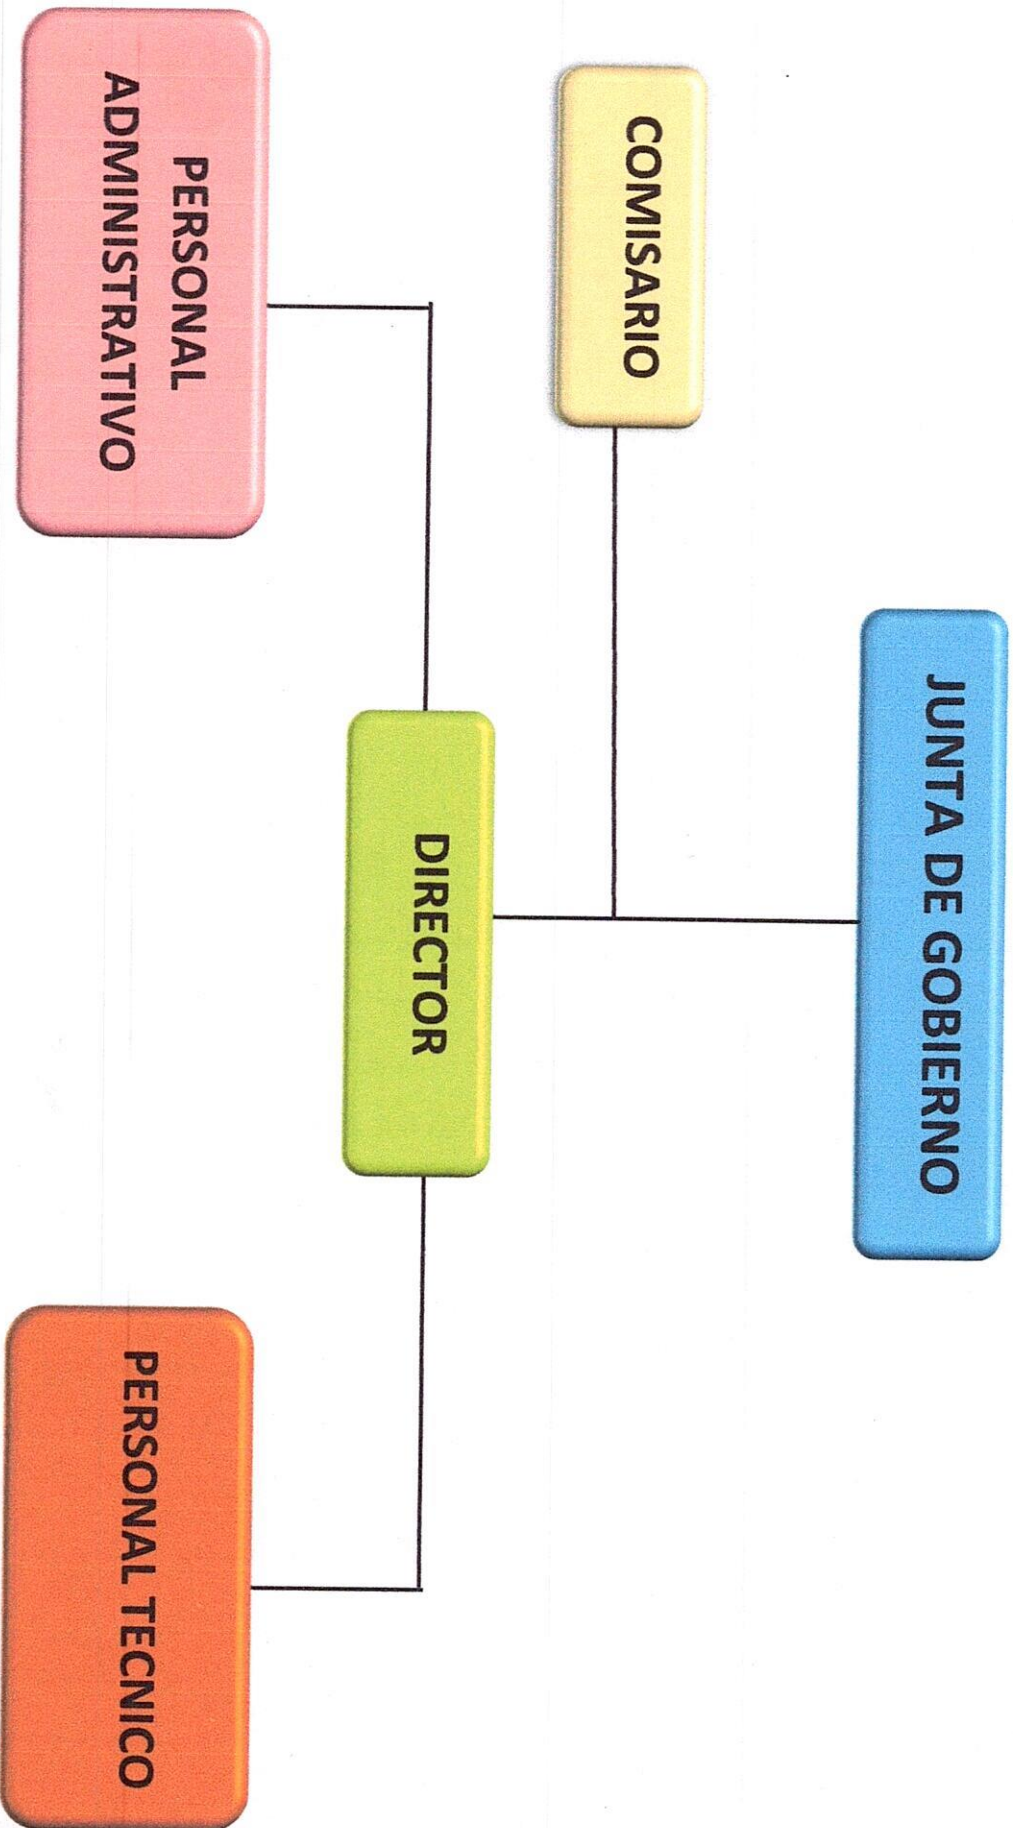 JUNTA DE GOBIERNO
COMISARIO
DIRECTOR
PERSONAL
ADMINISTRATIVO
PERSONAL TECNICO